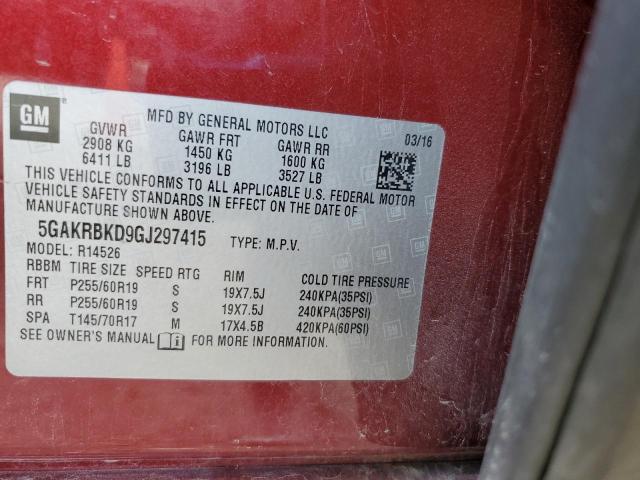 GM
MFD BY GENERAL MOTORS LLC
GVWR GAWR FRT GAWR RR 03/16
2908 KG 1450 KG 1600 KG
6411 LB 3196 LB 3527 LB
THIS VEHICLE CONFORMS TO ALL APPLICABLE U.S. FEDERAL MOTOR
VEHICLE SAFETY STANDARDS IN EFFECT ON THE DATE OF
MANUFACTURE SHOWN ABOVE.
5GAKRBKD9GJ297415 TYPE: M.P.V.
MODEL: R14526
RBBM TIRE SIZE SPEED RTG RIM COLD TIRE PRESSURE
FRT P255/60R19 S 19X7.5J 240KPA(35PSI)
RR P255/60R19 S 19X7.5J 240KPA(35PSI)
SPA T145/70R17 M 17X4.5B 420KPA(60PSI)
SEE OWNER'S MANUAL FOR MORE INFORMATION.